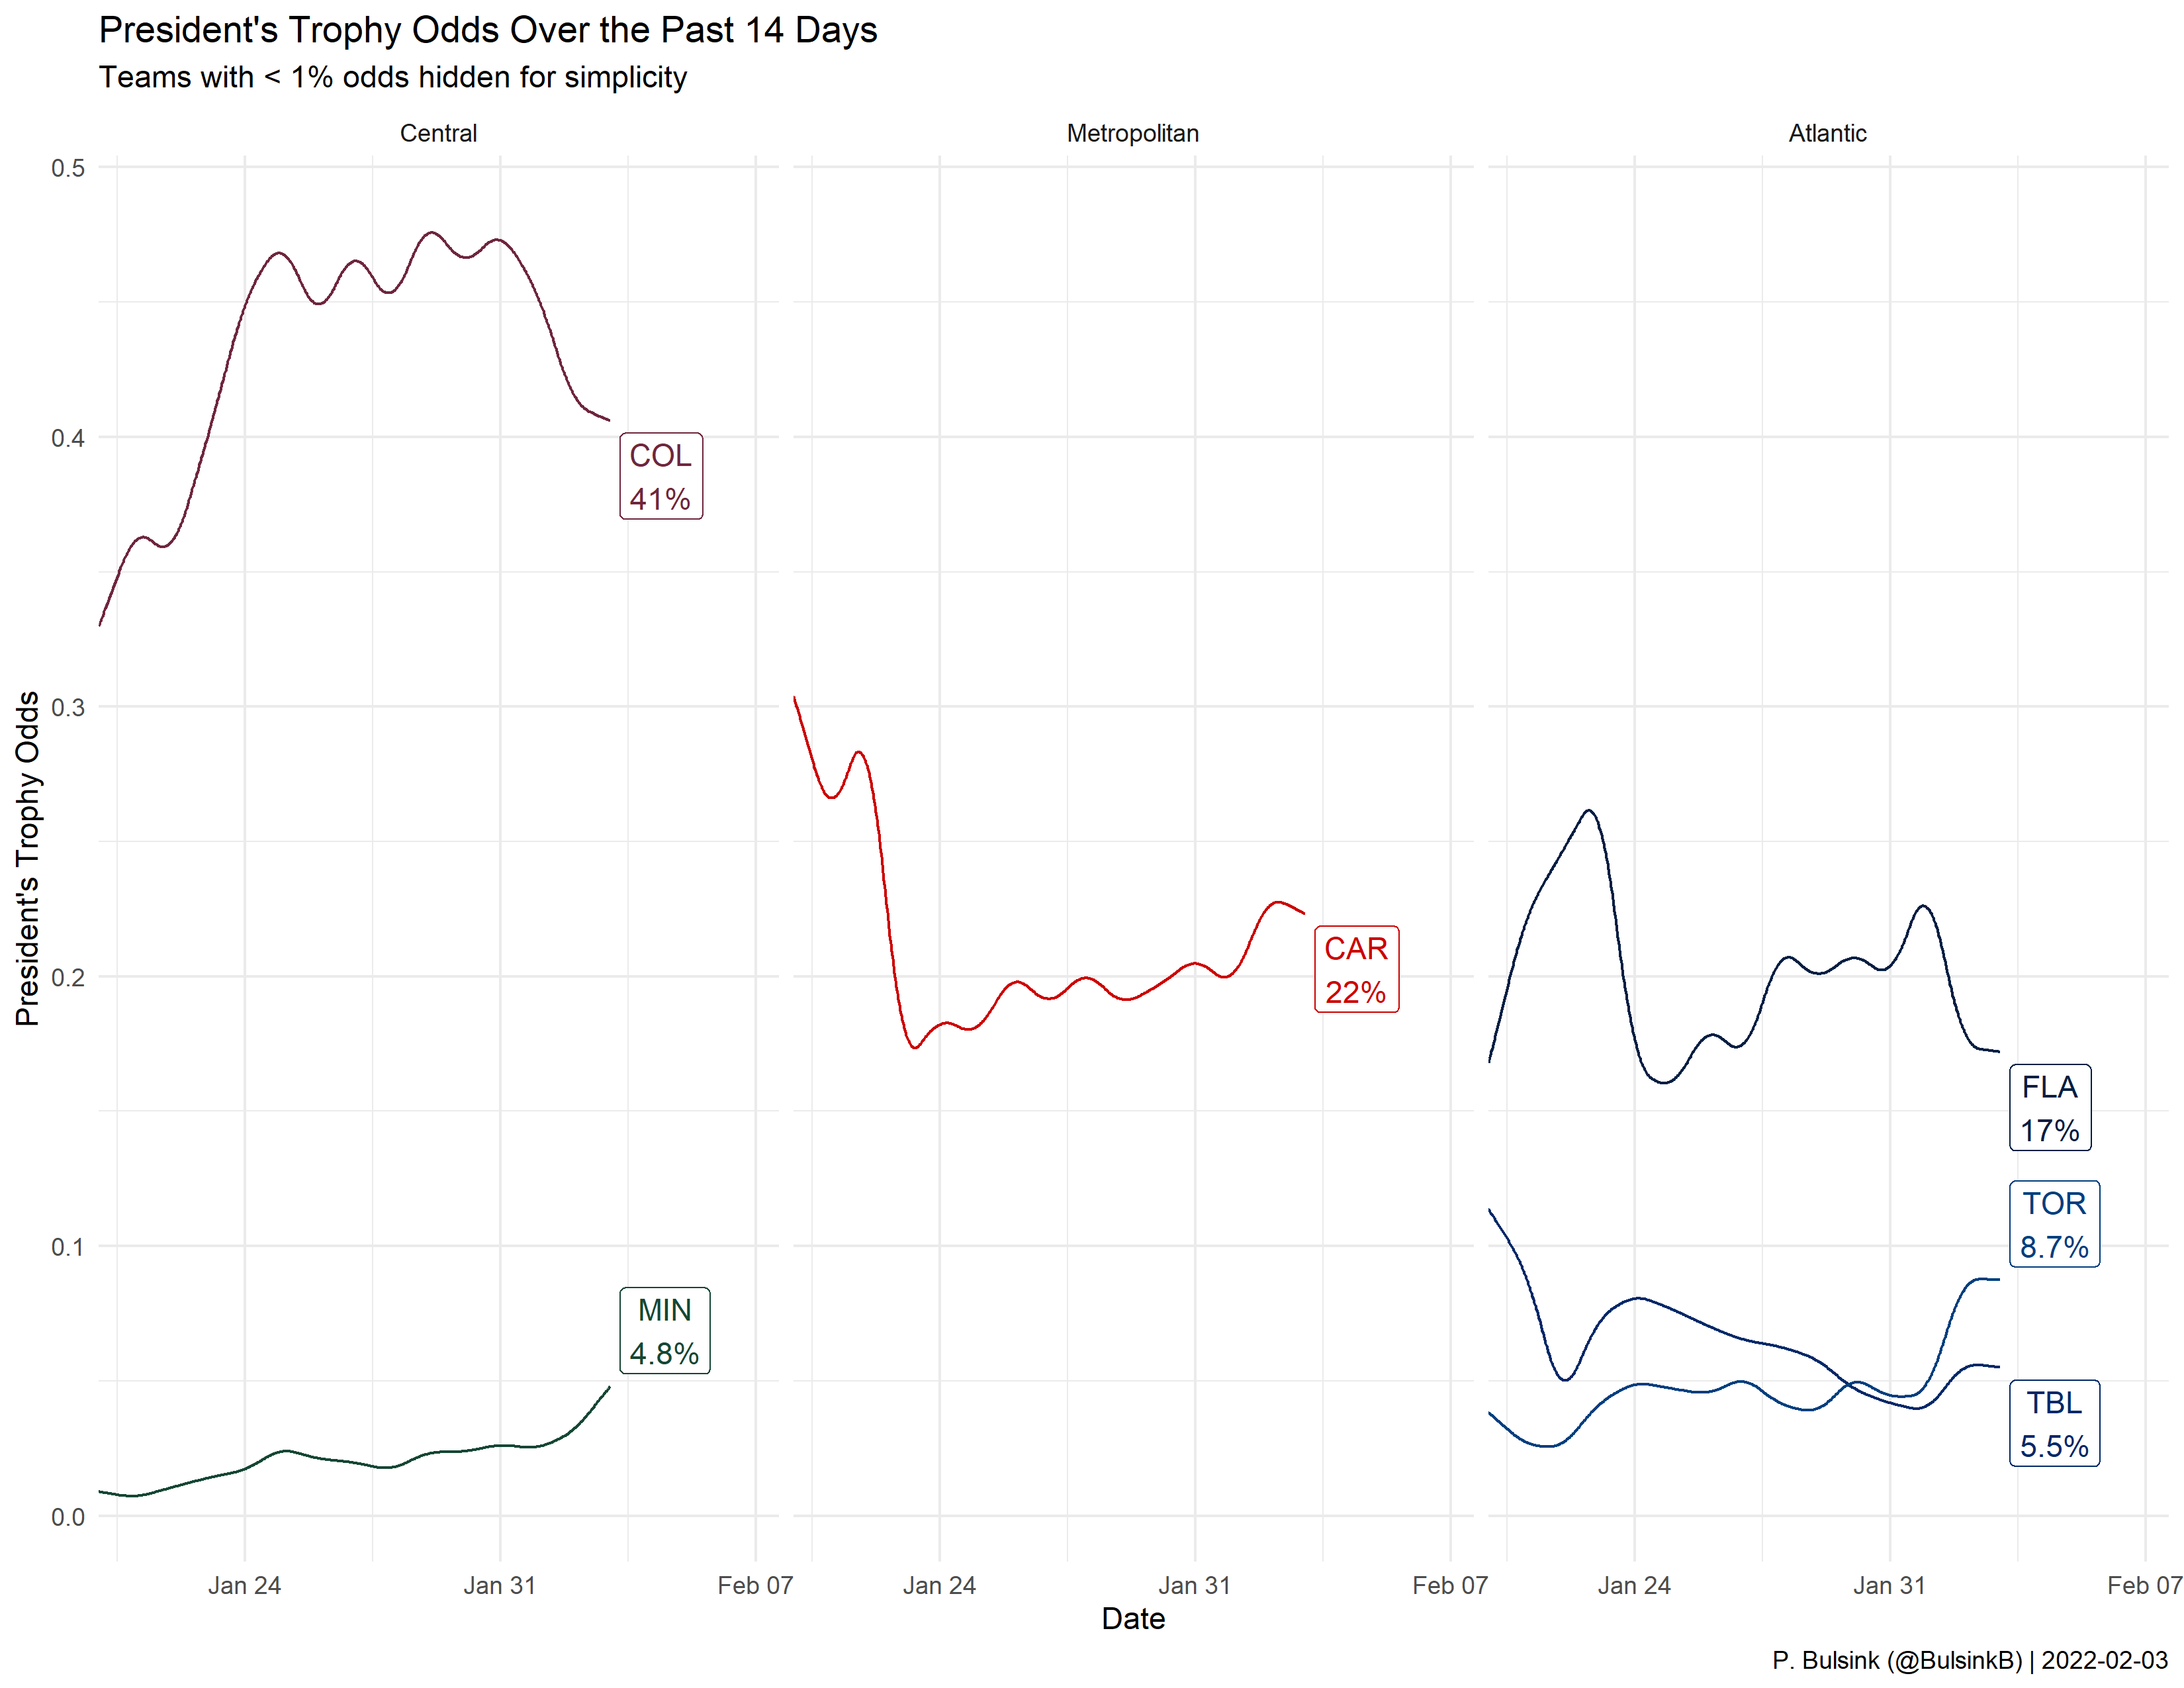 President's Trophy Odds Over the Past 14 Days
Teams with < 1% odds hidden for simplicity
Central
Metropolitan
Atlantic
President's Trophy Odds
0.5
0.4
0.3
0.2
0.1
0.0
COL
41%
MIN
4.8%
CAR
22%
FLA
17%
TOR
8.7%
TBL
5.5%
Jan 24
Jan 31
Feb 07
Jan 24
Jan 31
Feb 07
Jan 24
Jan 31
Feb 07
Date
P. Bulsink (@BulsinkB) | 2022-02-03